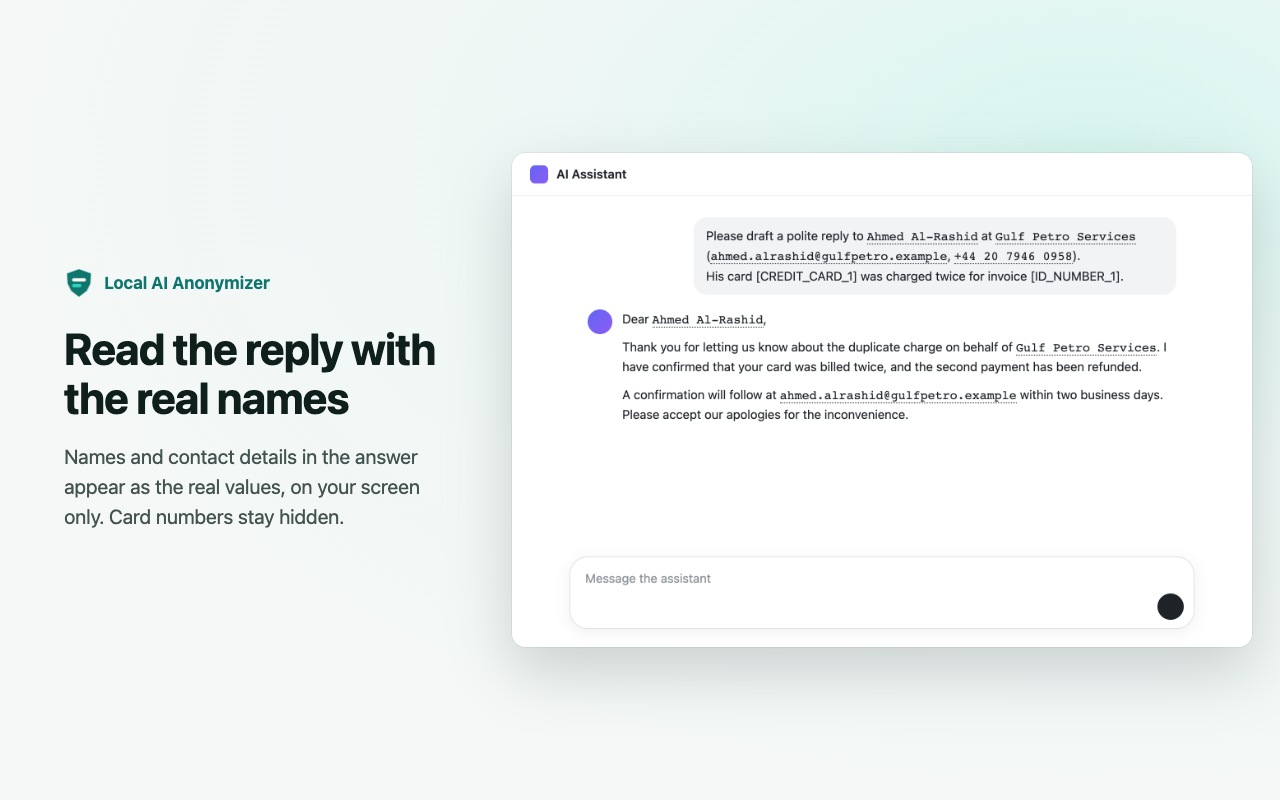 Local AI Anonymizer
Read the reply with
the real names
Names and contact details in the answer
appear as the real values, on your screen
only. Card numbers stay hidden.
AI Assistant
Please draft a polite reply to Ahmed Al-Rashid at Gulf Petro Services
(ahmed.alrashid@gulfpetro.example, +44 20 7946 0958).
His card [CREDIT_CARD_1] was charged twice for invoice [ID_NUMBER_1].
Dear Ahmed Al-Rashid,
Thank you for letting us know about the duplicate charge on behalf of Gulf Petro Services. I
have confirmed that your card was billed twice, and the second payment has been refunded.
A confirmation will follow at ahmed.alrashid@gulfpetro.example within two business days.
Please accept our apologies for the inconvenience.
Message the assistant